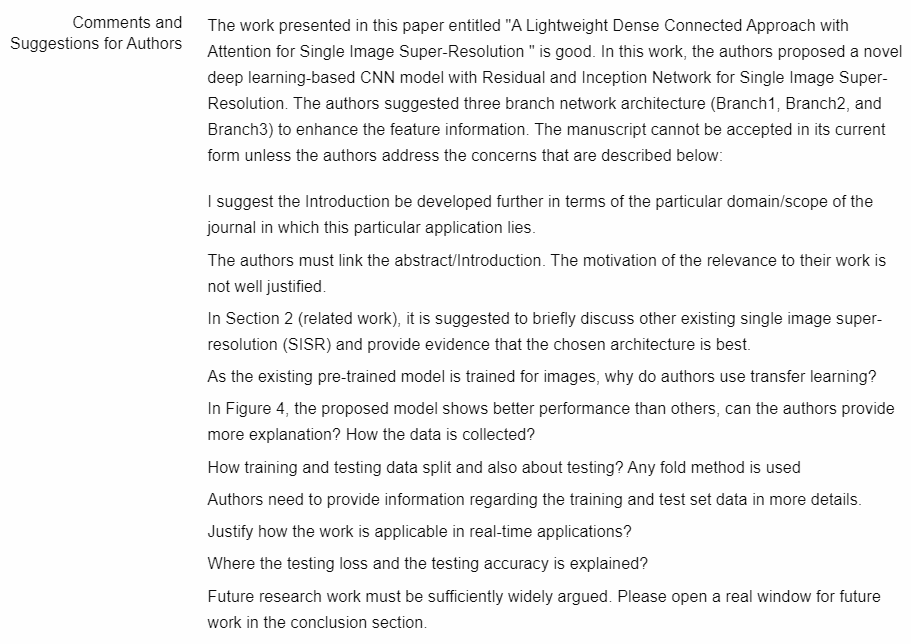 Comments and
Suggestions for Authors
The work presented in this paper entitled "A Lightweight Dense Connected Approach with
Attention for Single Image Super-Resolution " is good. In this work, the authors proposed a novel
deep learning-based CNN model with Residual and Inception Network for Single Image Super-
Resolution. The authors suggested three branch network architecture (Branch1, Branch2, and
Branch3) to enhance the feature information. The manuscript cannot be accepted in its current
form unless the authors address the concerns that are described below:
I suggest the Introduction be developed further in terms of the particular domain/scope of the
journal in which this particular application lies.
The authors must link the abstract/Introduction. The motivation of the relevance to their work is
not well justified.
In Section 2 (related work), it is suggested to briefly discuss other existing single image super-
resolution (SISR) and provide evidence that the chosen architecture is best.
As the existing pre-trained model is trained for images, why do authors use transfer learning?
In Figure 4, the proposed model shows better performance than others, can the authors provide
more explanation? How the data is collected?
How training and testing data split and also about testing? Any fold method is used
Authors need to provide information regarding the training and test set data in more details.
Justify how the work is applicable in real-time applications?
Where the testing loss and the testing accuracy is explained?
Future research work must be sufficiently widely argued. Please open a real window for future
work in the conclusion section.